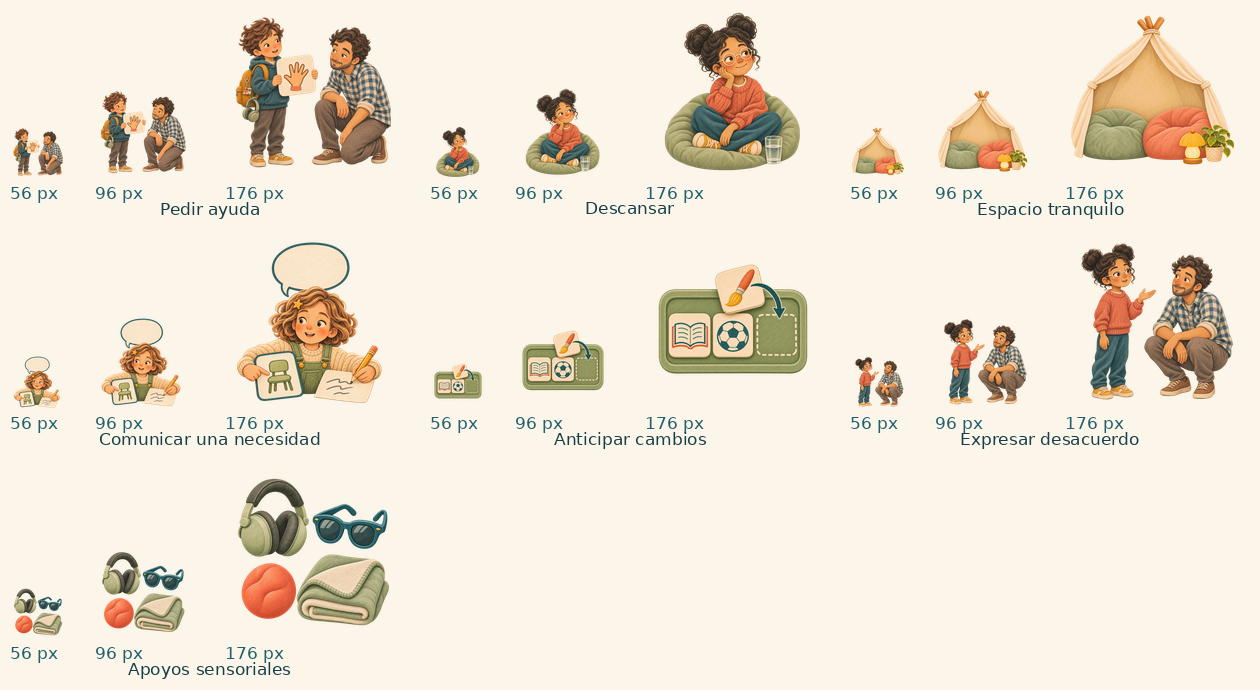 56 px 96 px 176 px
Pedir ayuda
56 px 96 px 176 px
Descansar
56 px 96 px 176 px
Espacio tranquilo
56 px 96 px 176 px
Comunicar una necesidad
56 px 96 px 176 px
Anticipar cambios
56 px 96 px 176 px
Expresar desacuerdo
56 px 96 px 176 px
Apoyos sensoriales